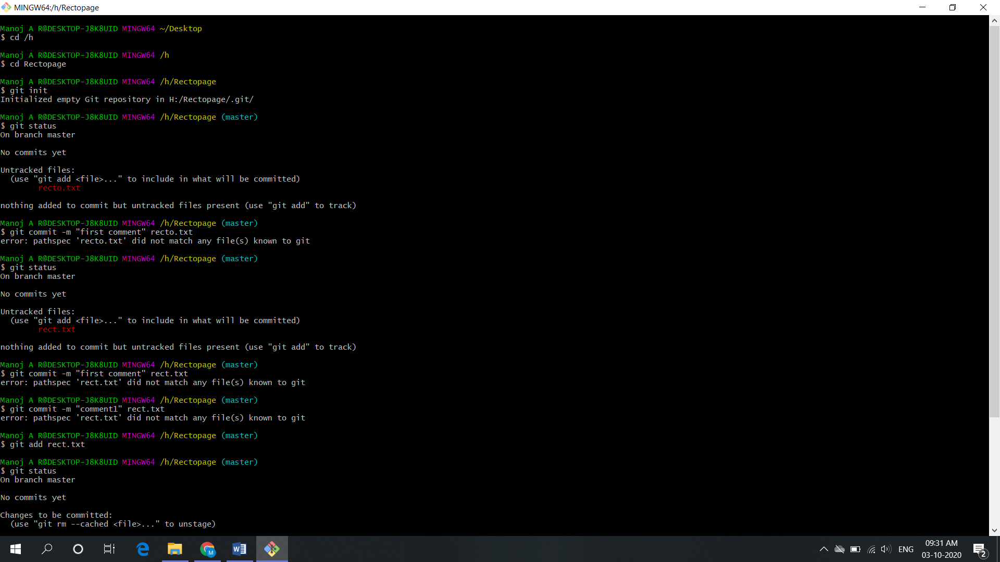 MINGW64:/h/Rectopage
Manoj A R@DESKTOP-J8K8UID MINGW64 ~/Desktop
$ cd /h
Manoj A R@DESKTOP-J8K8UID MINGW64 /h
$ cd Rectopage
Manoj A R@DESKTOP-J8K8UID MINGW64 /h/Rectopage
$ git init
Initialized empty Git repository in H:/Rectopage/.git/
Manoj A R@DESKTOP-J8K8UID MINGW64 /h/Rectopage (master)
$ git status
On branch master
No commits yet
Untracked files:
  (use "git add <file>..." to include in what will be committed)
        recto.txt
nothing added to commit but untracked files present (use "git add" to track)
Manoj A R@DESKTOP-J8K8UID MINGW64 /h/Rectopage (master)
$ git commit -m "first comment" recto.txt
error: pathspec 'recto.txt' did not match any file(s) known to git
Manoj A R@DESKTOP-J8K8UID MINGW64 /h/Rectopage (master)
$ git status
On branch master
No commits yet
Untracked files:
  (use "git add <file>..." to include in what will be committed)
        rect.txt
nothing added to commit but untracked files present (use "git add" to track)
Manoj A R@DESKTOP-J8K8UID MINGW64 /h/Rectopage (master)
$ git commit -m "first comment" rect.txt
error: pathspec 'rect.txt' did not match any file(s) known to git
Manoj A R@DESKTOP-J8K8UID MINGW64 /h/Rectopage (master)
$ git commit -m "comment1" rect.txt
error: pathspec 'rect.txt' did not match any file(s) known to git
Manoj A R@DESKTOP-J8K8UID MINGW64 /h/Rectopage (master)
$ git add rect.txt
Manoj A R@DESKTOP-J8K8UID MINGW64 /h/Rectopage (master)
$ git status
On branch master
No commits yet
Changes to be committed:
  (use "git rm --cached <file>..." to unstage)
M
W
ENG
09:31 AM
03-10-2020
2